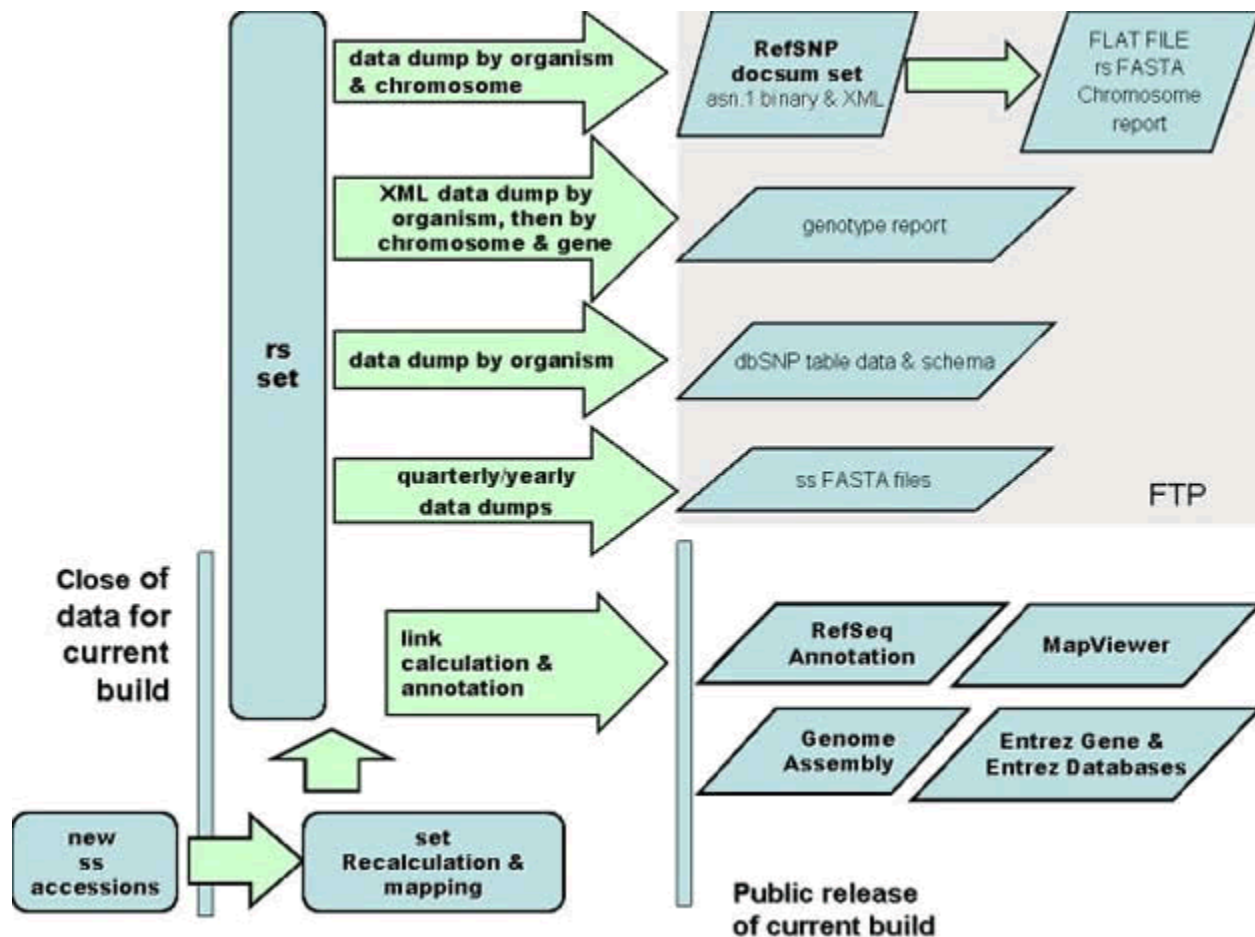 data dump by organism
& chromosome
RefSNP
docsum set
asn.1 binary & XML
FLAT FILE
rs FASTA
Chromosome
report
XML data dump by
organism, then by
chromosome & gene
genotype report
rs
set
data dump by organism
dbSNP table data & schema
quarterly/yearly
data dumps
ss FASTA files
FTP
Close of
data for
current
build
link
calculation &
annotation
RefSeq
Annotation
MapViewer
Genome
Assembly
Entrez Gene &
Entrez Databases
new
ss
accessions
set
Recalculation &
mapping
Public release
of current build